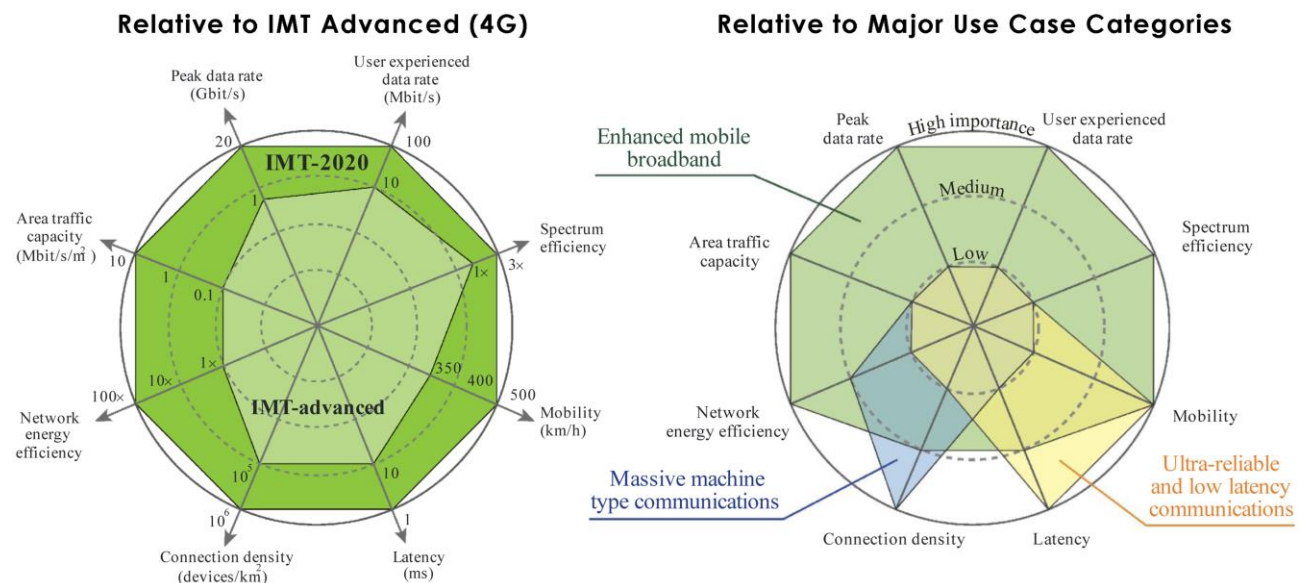 Relative to IMT Advanced (4G)
Peak data rate
(Gbit/s)
User experienced
data rate
(Mbit/s)
20
100
IMT-2020
1
10
Area traffic
capacity
(Mbit/s/m²)
10
1
0.1
Spectrum
efficiency
1×
3×
1×
10×
100×
Network
energy
efficiency
350
400
500
Mobility
(km/h)
IMT-advanced
10⁵
10
10⁶
1
Connection density
(devices/km²)
Latency
(ms)
Relative to Major Use Case Categories
Enhanced mobile
broadband
Peak
data rate
High importance
User experienced
data rate
Medium
Low
Area traffic
capacity
Spectrum
efficiency
Network
energy efficiency
Mobility
Massive machine
type communications
Ultra-reliable
and low latency
communications
Connection density
Latency